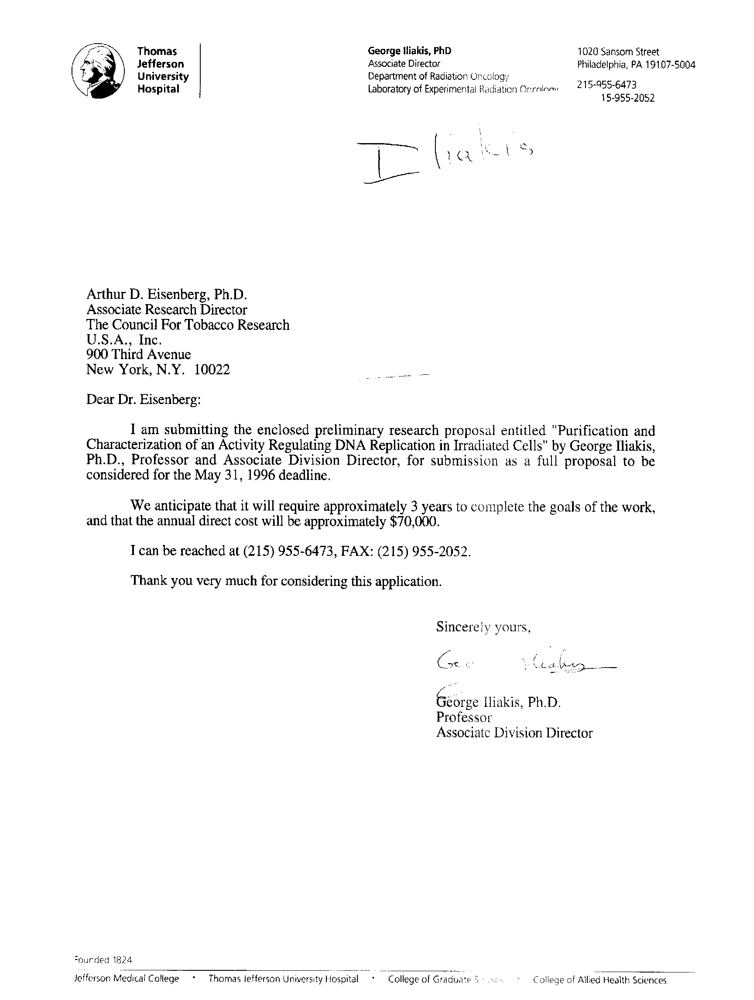 Thomas
Jefferson
University
Hospital
George Iliakis, PhD
Associate Director
Department of Radiation Oncology
Laboratory of Experimental Radiation Oncology
1020 Sansom Street
Philadelphia, PA 19107-5004
215-955-6473
15-955-2052
Iliakis
Arthur D. Eisenberg, Ph.D.
Associate Research Director
The Council For Tobacco Research
U.S.A., Inc.
900 Third Avenue
New York, N.Y. 10022
Dear Dr. Eisenberg:
I am submitting the enclosed preliminary research proposal entitled "Purification and
Characterization of an Activity Regulating DNA Replication in Irradiated Cells" by George Iliakis,
Ph.D., Professor and Associate Division Director, for submission as a full proposal to be
considered for the May 31, 1996 deadline.
We anticipate that it will require approximately 3 years to complete the goals of the work,
and that the annual direct cost will be approximately $70,000.
I can be reached at (215) 955-6473, FAX: (215) 955-2052.
Thank you very much for considering this application.
Sincerely yours,
George Iliakis, Ph.D.
Professor
Associate Division Director
Founded 1824
Jefferson Medical College • Thomas Jefferson University Hospital • College of Graduate • College of Allied Health Sciences